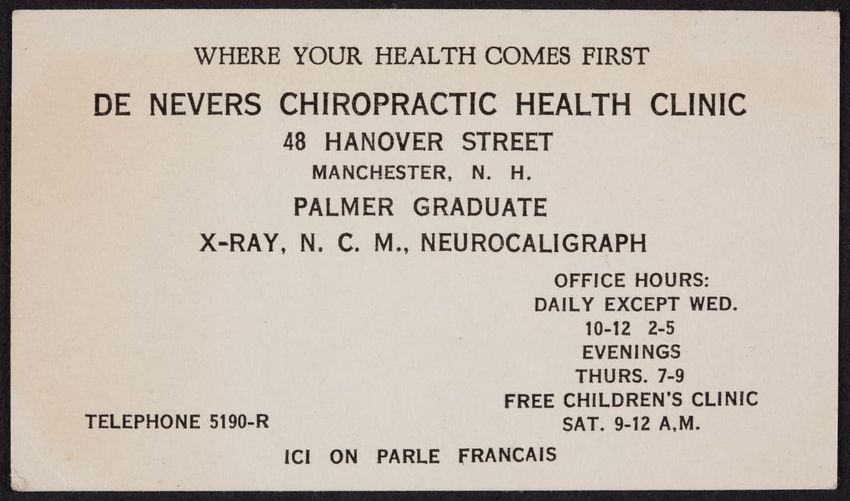 WHERE YOUR HEALTH COMES FIRST
DE NEVERS CHIROPRACTIC HEALTH CLINIC
48 HANOVER STREET
MANCHESTER, N. H.
PALMER GRADUATE
X-RAY, N. C. M., NEUROCALIGRAPH
OFFICE HOURS:
DAILY EXCEPT WED.
10-12 2-5
EVENINGS
THURS. 7-9
FREE CHILDREN'S CLINIC
SAT. 9-12 A.M.
TELEPHONE 5190-R
ICI ON PARLE FRANCAIS